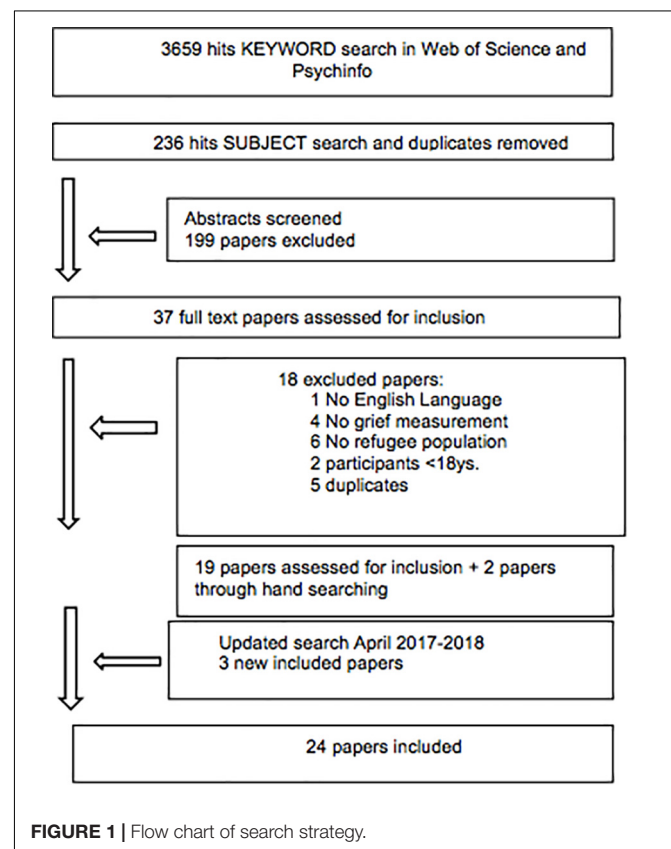 3659 hits KEYWORD search in Web of Science and
Psychinfo
236 hits SUBJECT search and duplicates removed
Abstracts screened
199 papers excluded
37 full text papers assessed for inclusion
18 excluded papers:
1 No English Language
4 No grief measurement
6 No refugee population
2 participants <18ys.
5 duplicates
19 papers assessed for inclusion + 2 papers
through hand searching
Updated search April 2017-2018
3 new included papers
24 papers included
FIGURE 1 | Flow chart of search strategy.